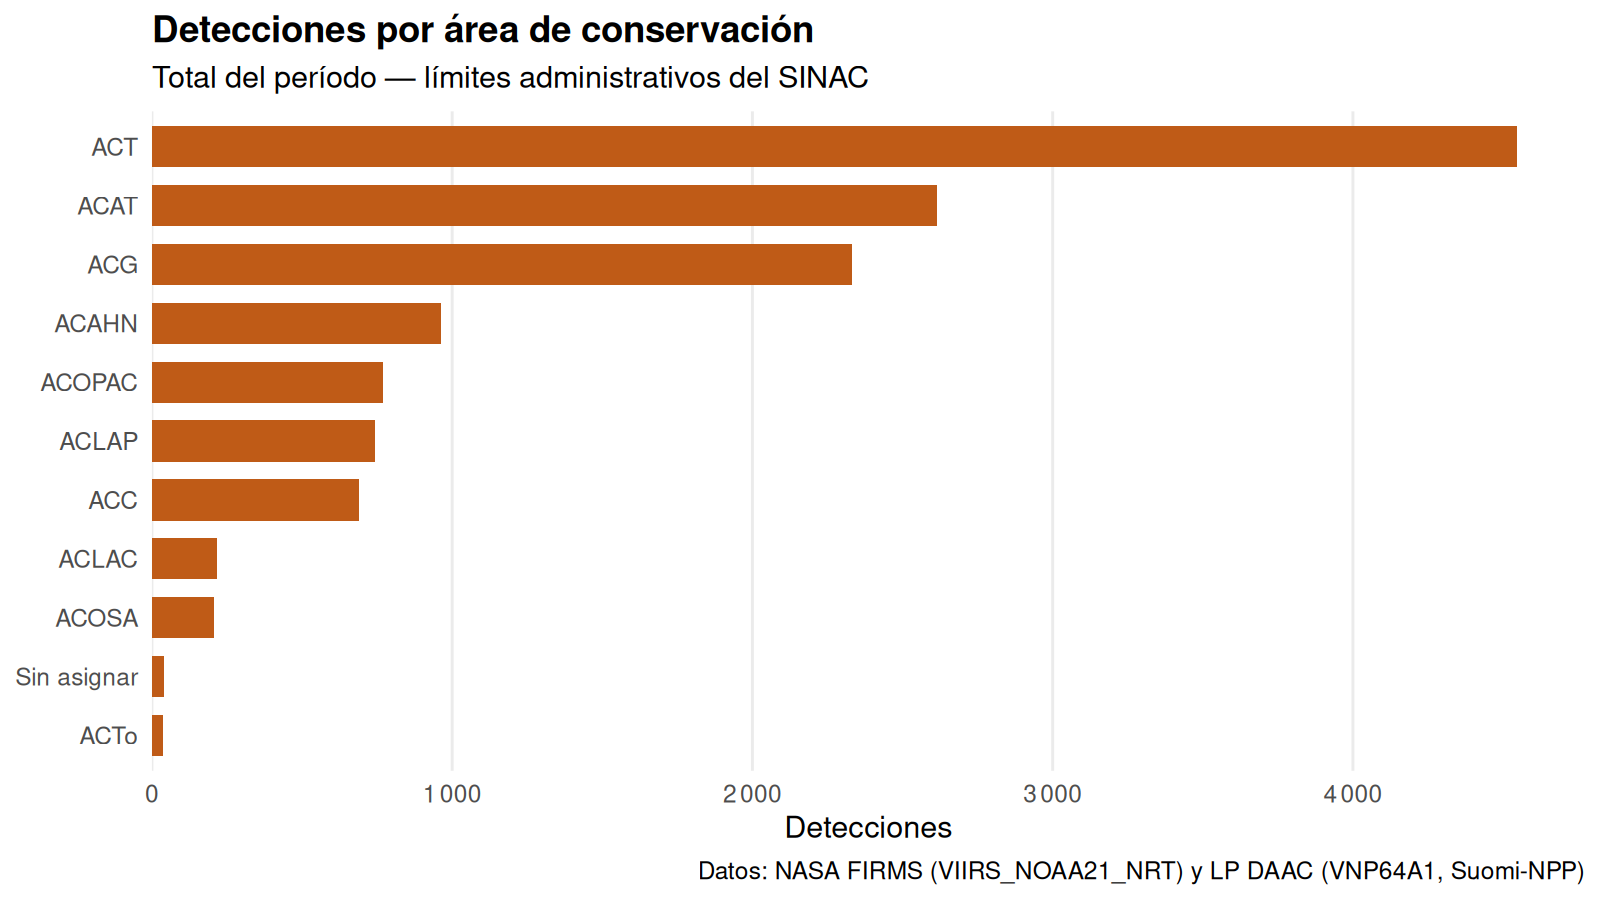 Detecciones por área de conservación
Total del período — límites administrativos del SINAC
ACT
ACAT
ACG
ACAHN
ACOPAC
ACLAP
ACC
ACLAC
ACOSA
Sin asignar
ACTo
0 1 000 2 000 3 000 4 000
Detecciones
Datos: NASA FIRMS (VIIRS_NOAA21_NRT) y LP DAAC (VNP64A1, Suomi-NPP)